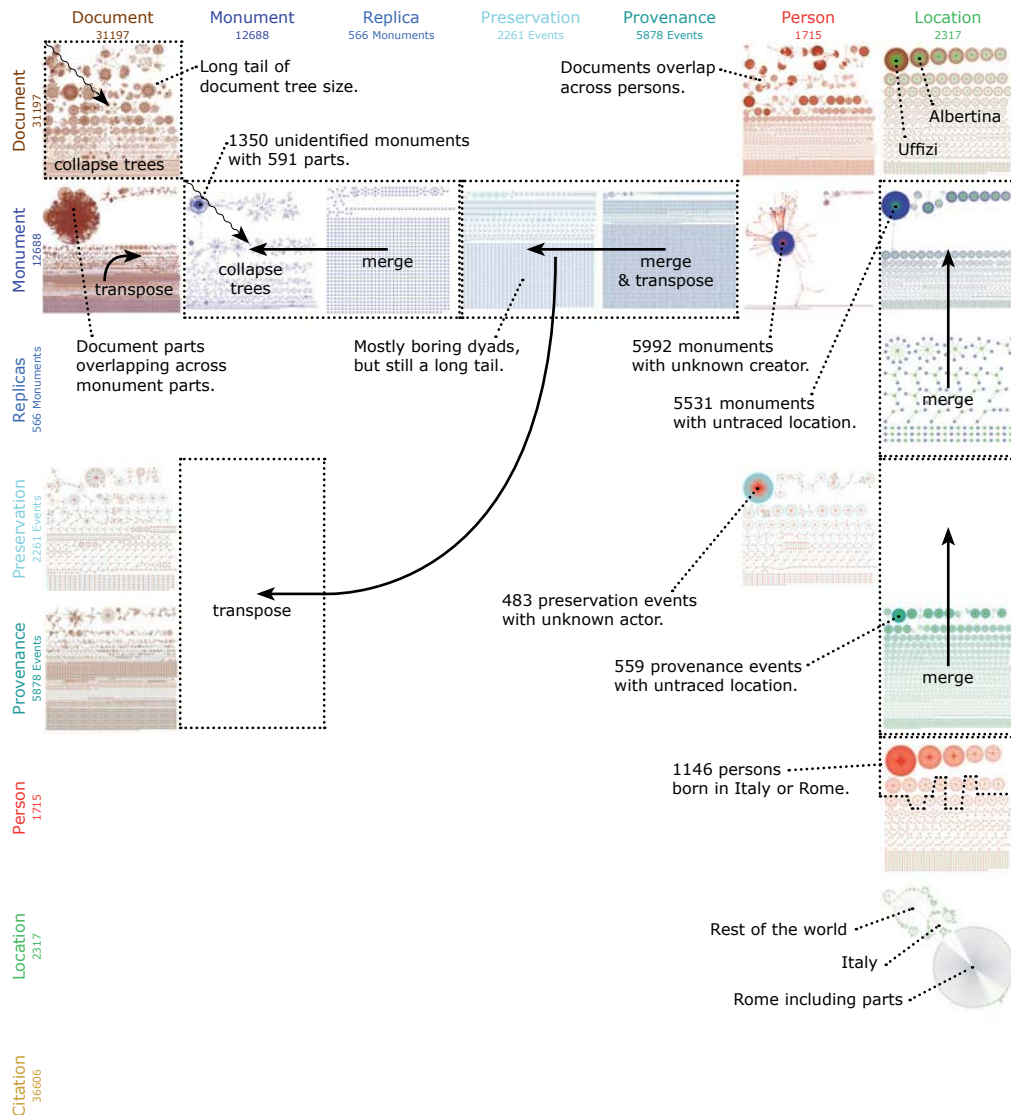 Document
31197
Monument
12688
Replica
566 Monuments
Preservation
2261 Events
Provenance
5878 Events
Person
1715
Location
2317
Document
31197
Long tail of
document tree size.
collapse trees
1350 unidentified monuments
with 591 parts.
Documents overlap
across persons.
Albertina
Uffizi
Monument
12688
transpose
collapse
trees
merge
merge
& transpose
Document parts
overlapping across
monument parts.
Mostly boring dyads,
but still a long tail.
5992 monuments
with unknown creator.
5531 monuments
with untraced location.
merge
Replicas
566 Monuments
Preservation
2261 Events
transpose
483 preservation events
with unknown actor.
Provenance
5878 Events
559 provenance events
with untraced location.
merge
Person
1715
1146 persons
born in Italy or Rome.
Location
2317
Rest of the world
Italy
Rome including parts
Citation
36606